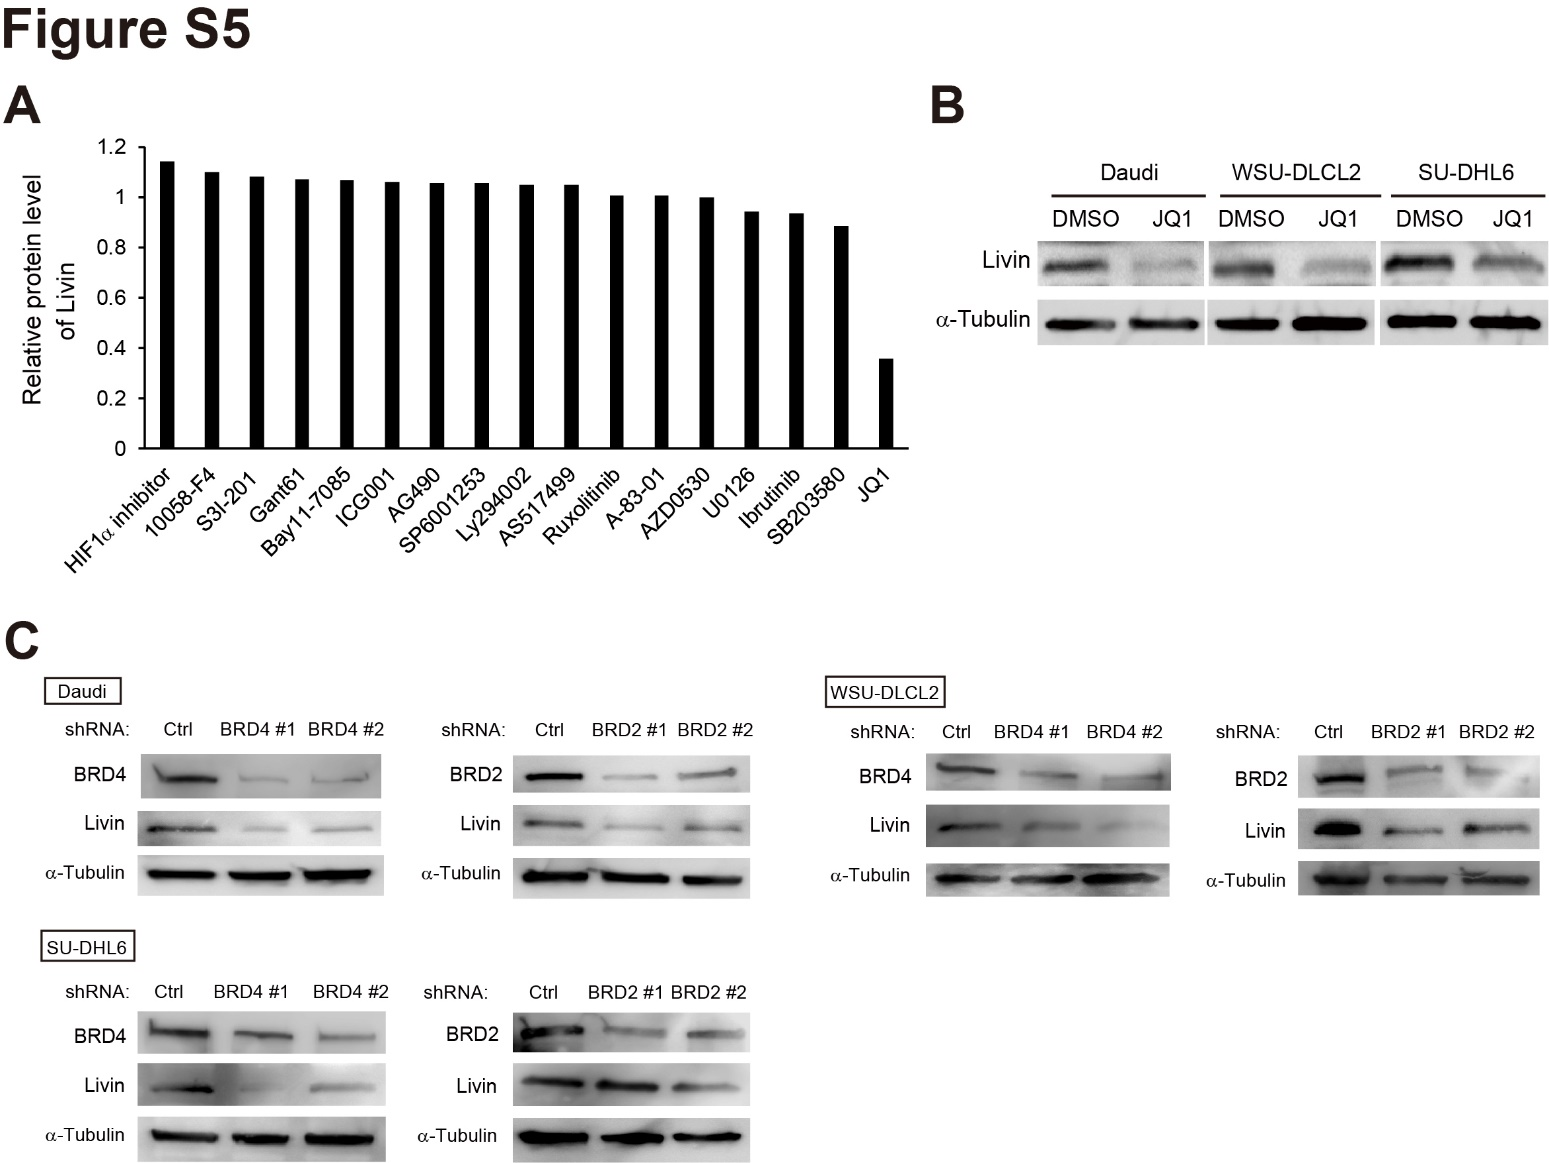 Figure S5
A
1.2
1
0.8
0.6
0.4
0.2
0
Relative protein level
of Livin
HIF1α inhibitor
10058-F4
S3I-201
Gant61
Bay11-7085
ICG001
AG490
SP6001253
Ly294002
AS517499
Ruxolitinib
A-83-01
AZD0530
U0126
Ibrutinib
SB203580
JQ1
B
Daudi WSU-DLCL2 SU-DHL6
DMSO JQ1 DMSO JQ1 DMSO JQ1
Livin
α-Tubulin
C
Daudi
shRNA: Ctrl BRD4 #1 BRD4 #2
BRD4
Livin
α-Tubulin
shRNA: Ctrl BRD2 #1 BRD2 #2
BRD2
Livin
α-Tubulin
WSU-DLCL2
shRNA: Ctrl BRD4 #1 BRD4 #2
BRD4
Livin
α-Tubulin
shRNA: Ctrl BRD2 #1 BRD2 #2
BRD2
Livin
α-Tubulin
SU-DHL6
shRNA: Ctrl BRD4 #1 BRD4 #2
BRD4
Livin
α-Tubulin
shRNA: Ctrl BRD2 #1 BRD2 #2
BRD2
Livin
α-Tubulin